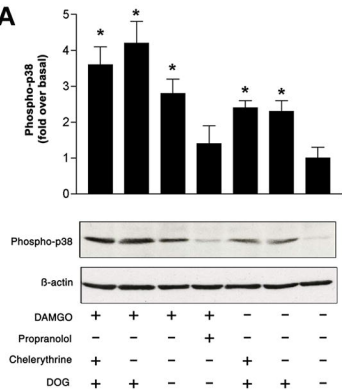 A
Phospho-p38
(fold over basal)
5
4
3
2
1
0
* * * * *
Phospho-p38
ß-actin
DAMGO + + + + - - -
Propranolol - - - + - - -
Chelerythrine + - - - + - -
DOG + + - - + + -